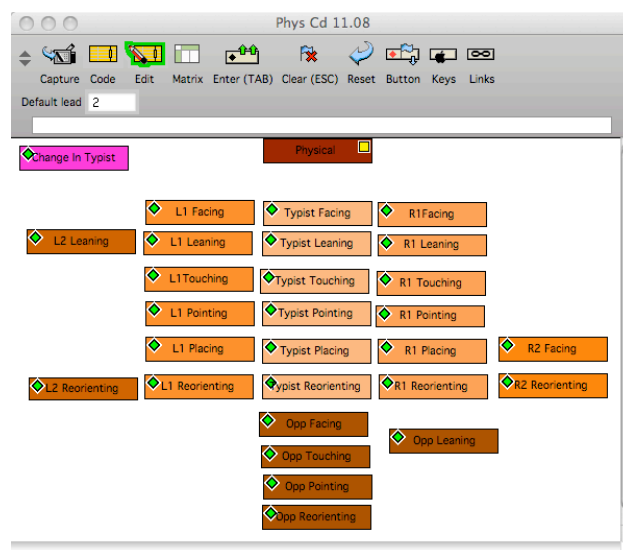 Phys Cd 11.08
Capture Code Edit Matrix Enter (TAB) Clear (ESC) Reset Button Keys Links
Default lead 2
Change In Typist Physical
L1 Facing Typist Facing R1Facing
L2 Leaning L1 Leaning Typist Leaning R1 Leaning
L1Touching Typist Touching R1 Touching
L1 Pointing Typist Pointing R1 Pointing
L1 Placing Typist Placing R1 Placing R2 Facing
L2 Reorienting L1 Reorienting Typist Reorienting R1 Reorienting R2 Reorienting
Opp Facing
Opp Leaning
Opp Touching
Opp Pointing
Opp Reorienting